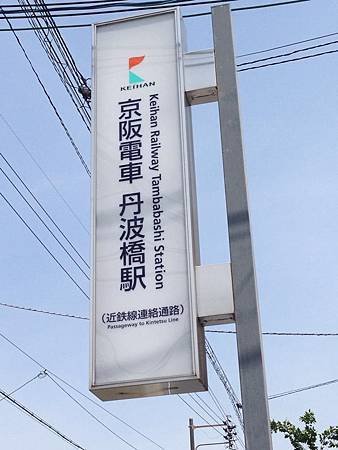 KEIHAN
京阪電車 丹波橋駅
Keihan Railway Tambabashi Station
(近鉄線連絡通路)
Passageway to Kintetsu Line